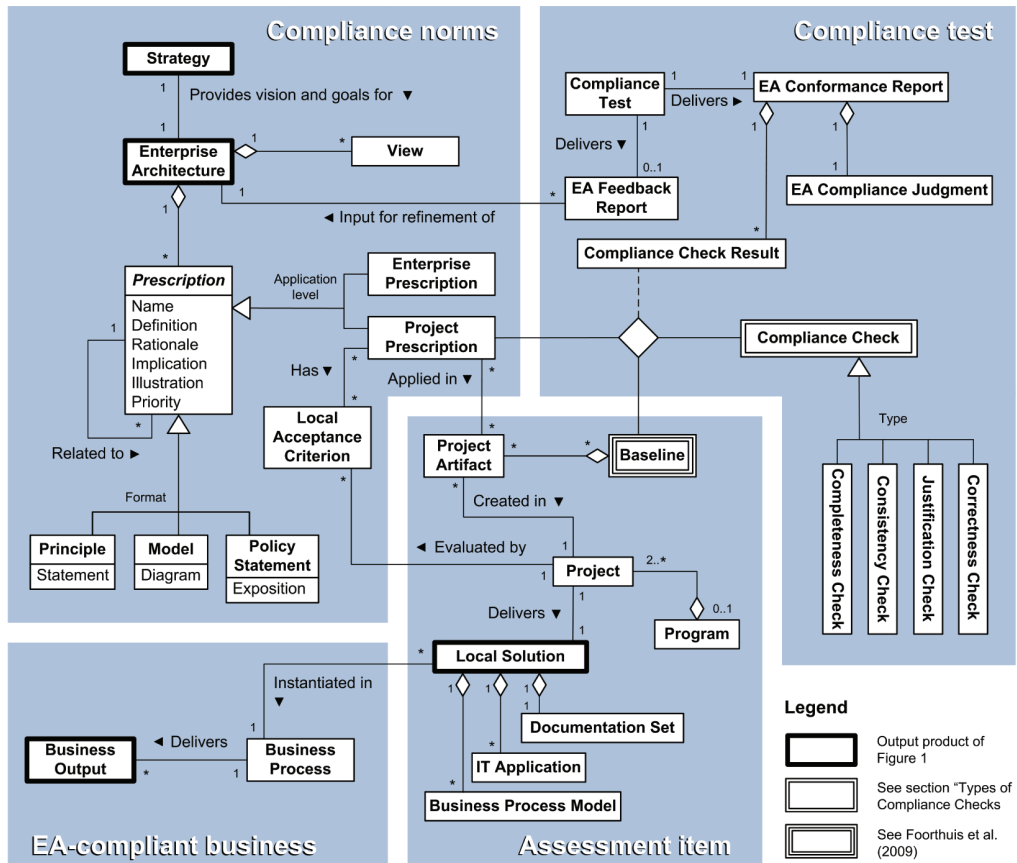 Compliance norms
Strategy
1
Provides vision and goals for ▼
1
Enterprise
Architecture
1
*
View
1
◄ Input for refinement of
*
1
*
Prescription
Name
Definition
Rationale
Implication
Illustration
Priority
1
*
Related to ►
Application
level
Enterprise
Prescription
Project
Prescription
Has ▼
*
*
Applied in ▼
*
*
Local
Acceptance
Criterion
*
Format
Principle
Statement
Model
Diagram
Policy
Statement
Exposition
Compliance test
Compliance
Test
1
1
Delivers ►
EA Conformance Report
1
Delivers ▼
0..1
EA Feedback
Report
1
*
1
1
EA Compliance Judgment
Compliance Check Result
Compliance Check
Type
Completeness Check
Consistency Check
Justification Check
Correctness Check
Project
Artifact
*
*
Baseline
*
Created in ▼
1
◄ Evaluated by
1
Project
2..*
0..1
Program
1
Delivers ▼
1
Local Solution
*
1
1
1
1
Documentation Set
*
IT Application
*
Business Process Model
Assessment item
Instantiated in
▼
1
Business
Output
◄ Delivers
*
1
Business
Process
EA-compliant business
Legend
Output product of
Figure 1
See section “Types of
Compliance Checks
See Foorthuis et al.
(2009)